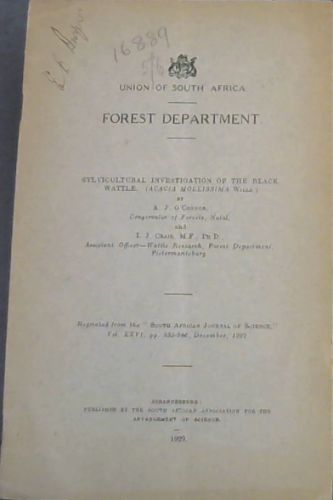 16889
5/6
UNION OF SOUTH AFRICA.
FOREST DEPARTMENT.
SYLVICULTURAL INVESTIGATION OF THE BLACK
WATTLE. (ACACIA MOLLISSIMA WILLD.)
BY
A. J. O'CONNOR,
Conservator of Forests, Natal,
and
I. J. CRAIB, M.F., PH.D.
Assistant Officer—Wattle Research, Forest Department,
Pietermaritzburg.
Reprinted from the "SOUTH AFRICAN JOURNAL OF SCIENCE,"
Vol. XXVI, pp. December, 1929.
JOHANNESBURG:
PUBLISHED BY THE SOUTH AFRICAN ASSOCIATION FOR THE
ADVANCEMENT OF SCIENCE.
1929.